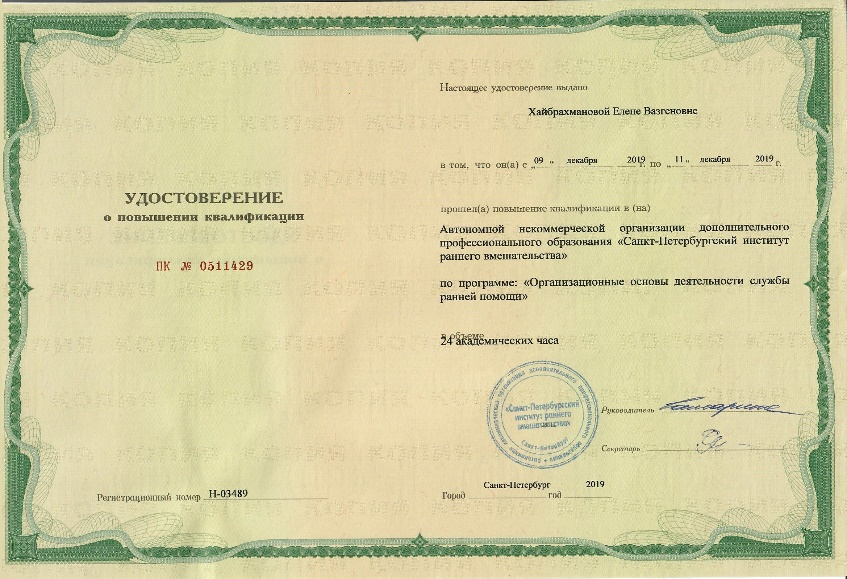 УДОСТОВЕРЕНИЕ
о повышении квалификации
ПК № 0511429
Регистрационный номер Н-03489
Настоящее удостоверение выдано
Хайбрахмановой Елене Вазгеновне
в том, что он(а) с „ 09 „ декабря 2019 г. по „ 11 „ декабря 2019 г.
прошел(а) повышение квалификации в (на)
Автономной некоммерческой организации дополнительного
профессионального образования «Санкт-Петербургский институт
раннего вмешательства»
по программе: «Организационные основы деятельности службы
ранней помощи»
в объеме
24 академических часа
«Санкт-Петербургский
институт раннего
вмешательства»
Санкт-Петербург
Руководитель
Секретарь
Город Санкт-Петербург год 2019